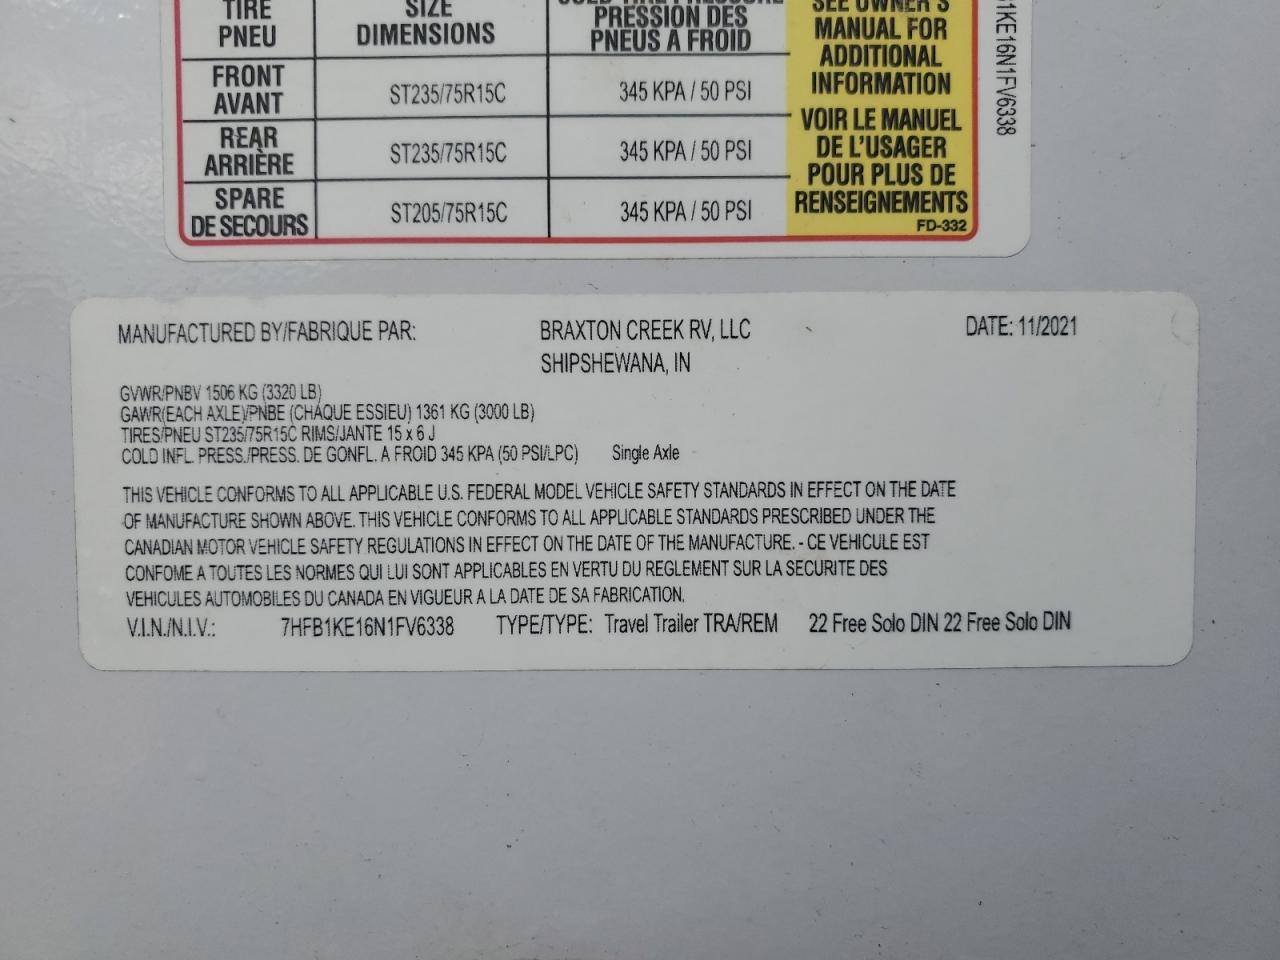 TIRE
PNEU
SIZE
DIMENSIONS
COLD TIRE PRESSURE
PRESSION DES
PNEUS A FROID
SEE OWNER'S
MANUAL FOR
ADDITIONAL
INFORMATION
FRONT
AVANT
ST235/75R15C
345 KPA / 50 PSI
REAR
ARRIÈRE
ST235/75R15C
345 KPA / 50 PSI
SPARE
DE SECOURS
ST205/75R15C
345 KPA / 50 PSI
VOIR LE MANUEL
DE L'USAGER
POUR PLUS DE
RENSEIGNEMENTS
FD-332
B1KE16N1FV6338
MANUFACTURED BY/FABRIQUE PAR: BRAXTON CREEK RV, LLC DATE: 11/2021
SHIPSHEWANA, IN
GVWR/PNBV 1506 KG (3320 LB)
GAWR(EACH AXLE)/PNBE (CHAQUE ESSIEU) 1361 KG (3000 LB)
TIRES/PNEU ST235/75R15C RIMS/JANTE 15 x 6 J
COLD INFL. PRESS./PRESS. DE GONFL. A FROID 345 KPA (50 PSI/LPC) Single Axle
THIS VEHICLE CONFORMS TO ALL APPLICABLE U.S. FEDERAL MODEL VEHICLE SAFETY STANDARDS IN EFFECT ON THE DATE
OF MANUFACTURE SHOWN ABOVE. THIS VEHICLE CONFORMS TO ALL APPLICABLE STANDARDS PRESCRIBED UNDER THE
CANADIAN MOTOR VEHICLE SAFETY REGULATIONS IN EFFECT ON THE DATE OF THE MANUFACTURE. - CE VEHICULE EST
CONFOME A TOUTES LES NORMES QUI LUI SONT APPLICABLES EN VERTU DU REGLEMENT SUR LA SECURITE DES
VEHICULES AUTOMOBILES DU CANADA EN VIGUEUR A LA DATE DE SA FABRICATION.
V.I.N./N.I.V.: 7HFB1KE16N1FV6338 TYPE/TYPE: Travel Trailer TRA/REM 22 Free Solo DIN 22 Free Solo DIN